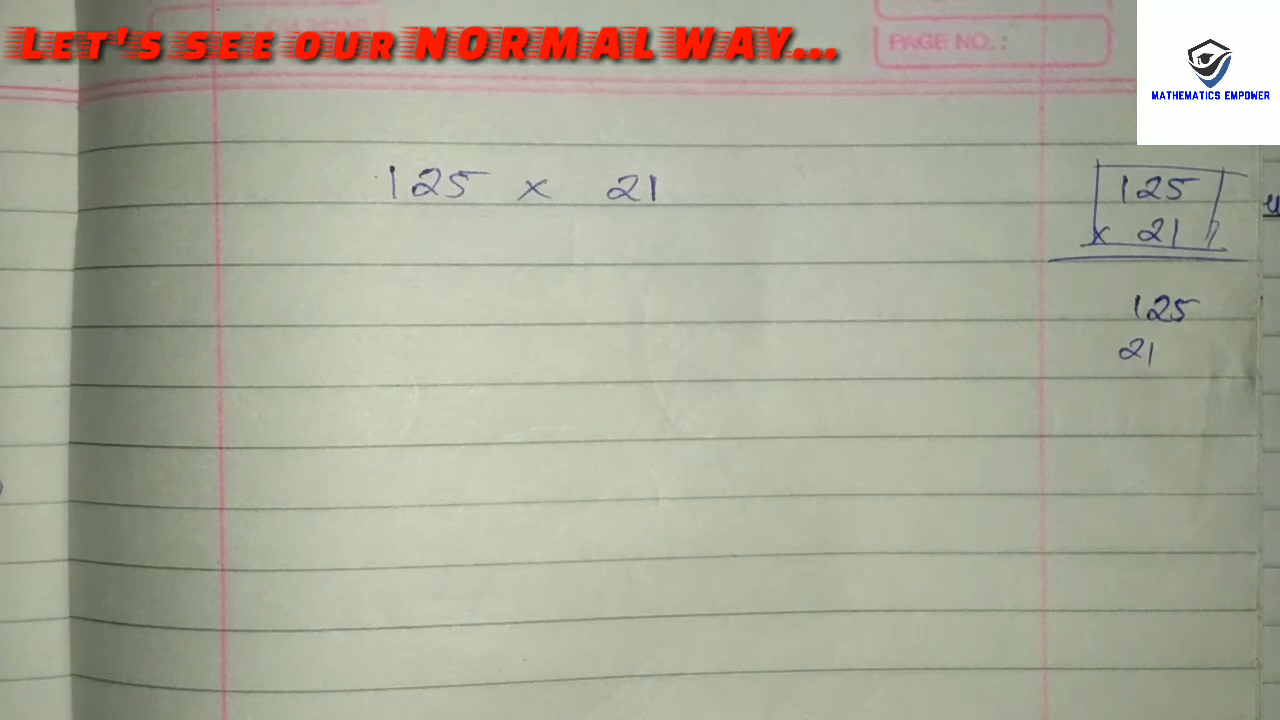 LET'S SEE OUR NORMAL WAY...
PAGE NO. :
MATHEMATICS EMPOWER
125 x 21
125
x 21
125
21